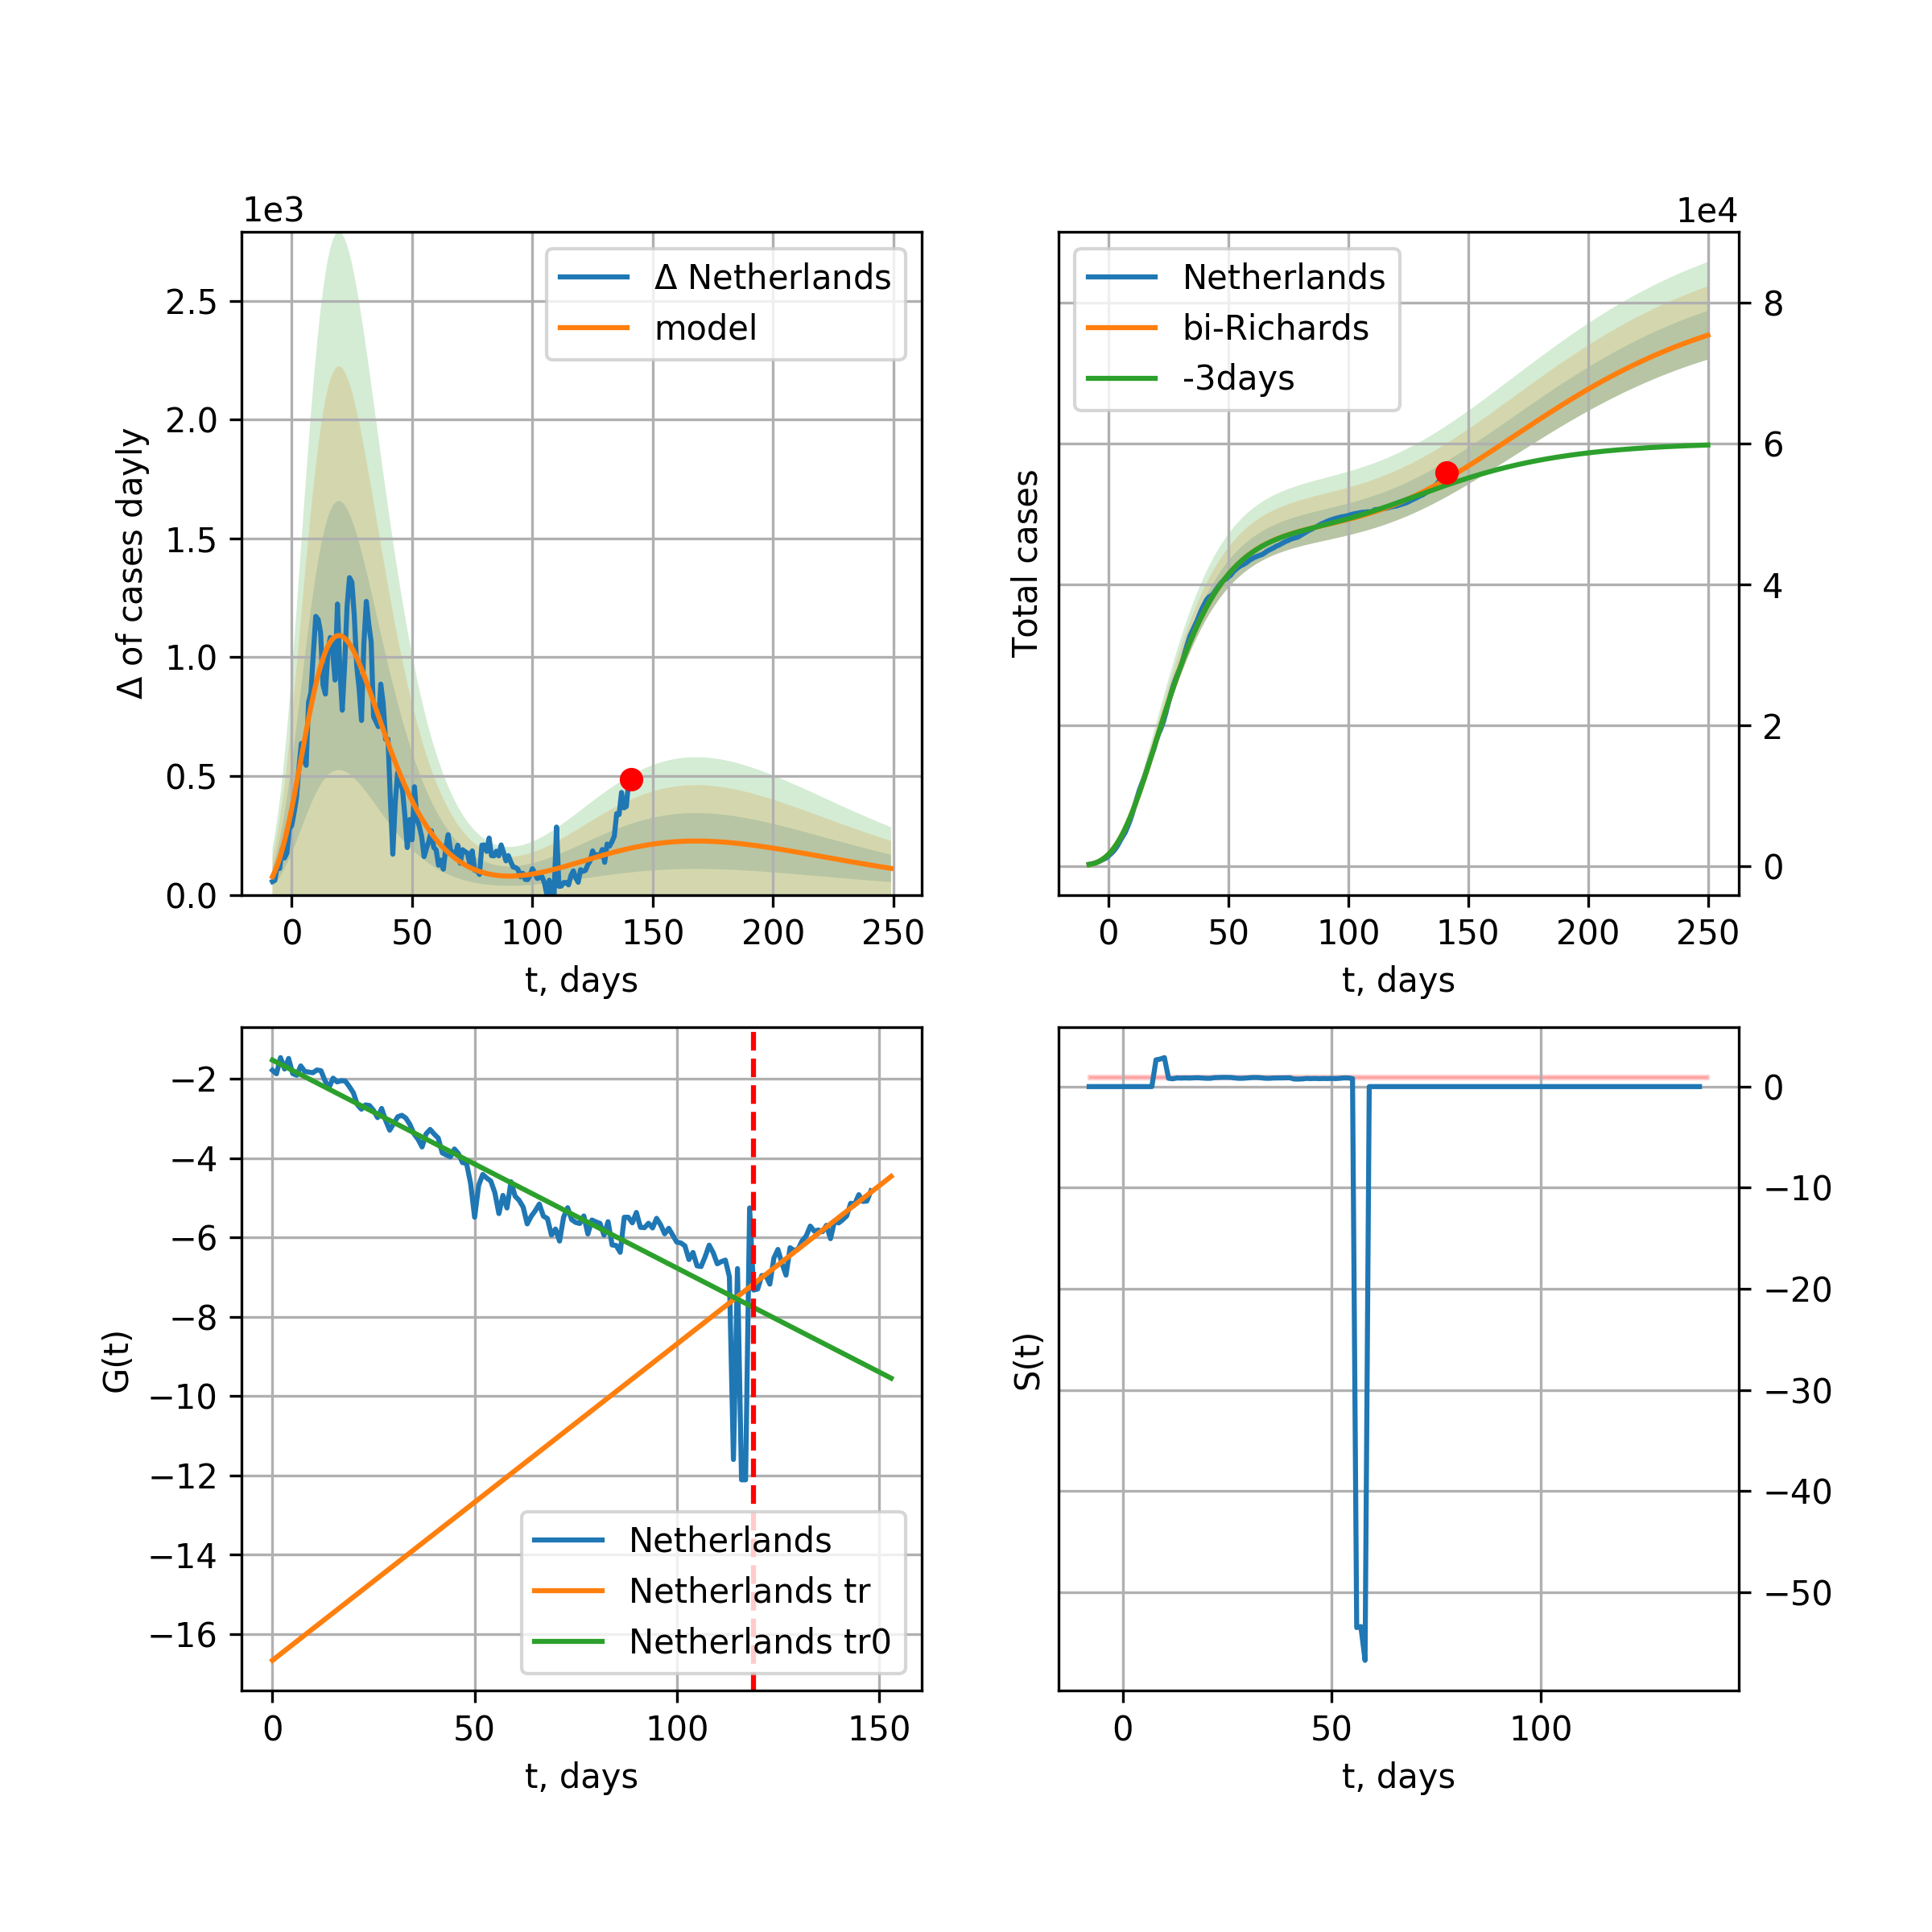 1e3
2.5
2.0
1.5
1.0
0.5
0.0
Δ of cases dayly
0 50 100 150 200 250
t, days
Δ Netherlands
model
1e4
8
6
4
2
0
Total cases
0 50 100 150 200 250
t, days
Netherlands
bi-Richards
-3days
−2
−4
−6
−8
−10
−12
−14
−16
G(t)
0 50 100 150
t, days
Netherlands
Netherlands tr
Netherlands tr0
0
−10
−20
−30
−40
−50
S(t)
0 50 100
t, days